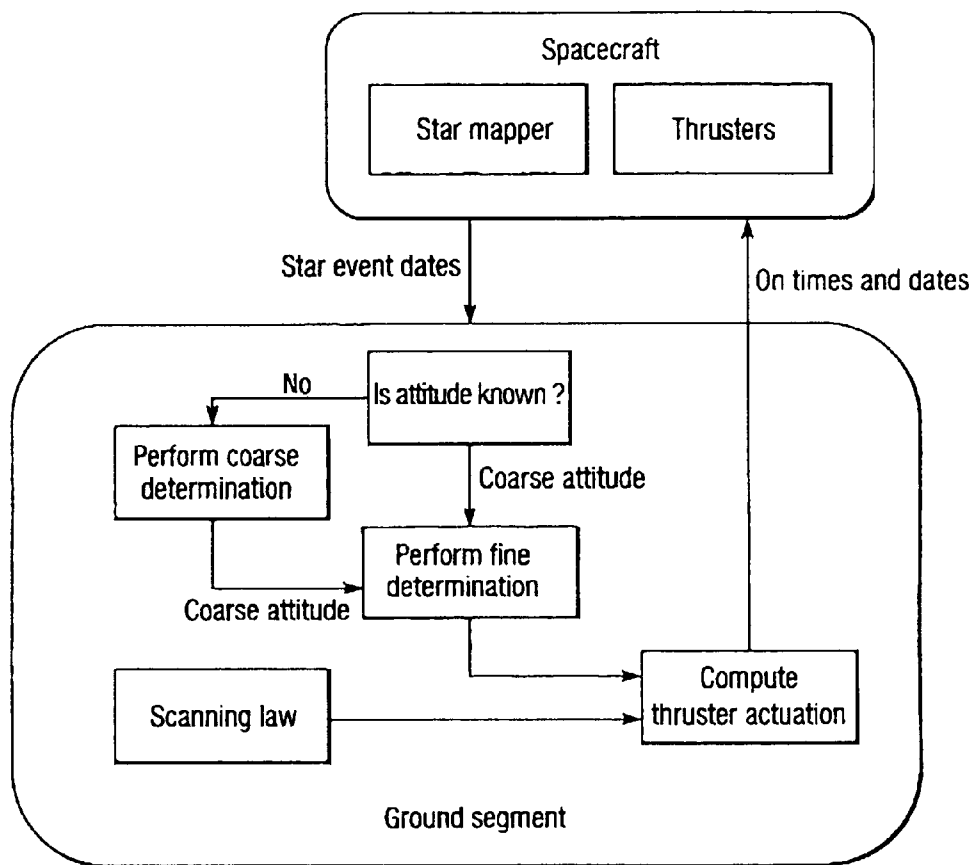 Spacecraft
Star mapper
Thrusters
Star event dates
On times and dates
No
Is attitude known ?
Perform coarse
determination
Coarse attitude
Perform fine
determination
Coarse attitude
Scanning law
Compute
thruster actuation
Ground segment